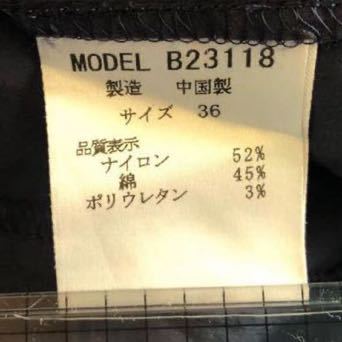 MODEL B23118
製造 中国製
サイズ 36
品質表示
ナイロン 52%
綿 45%
ポリウレタン 3%